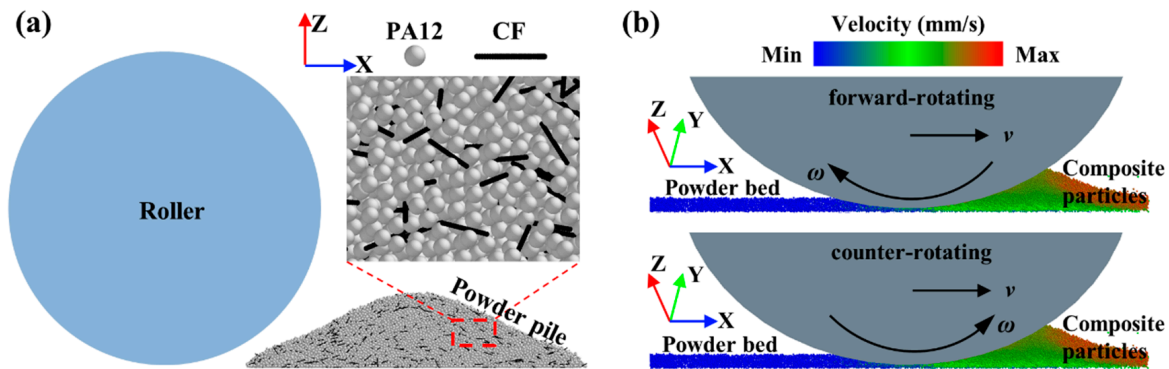 (a)
Z
X
PA12
CF
Roller
Powder pile
(b)
Velocity (mm/s)
Min
Max
forward-rotating
v
ω
Z
Y
X
Powder bed
Composite
particles
counter-rotating
v
ω
Z
Y
X
Powder bed
Composite
particles